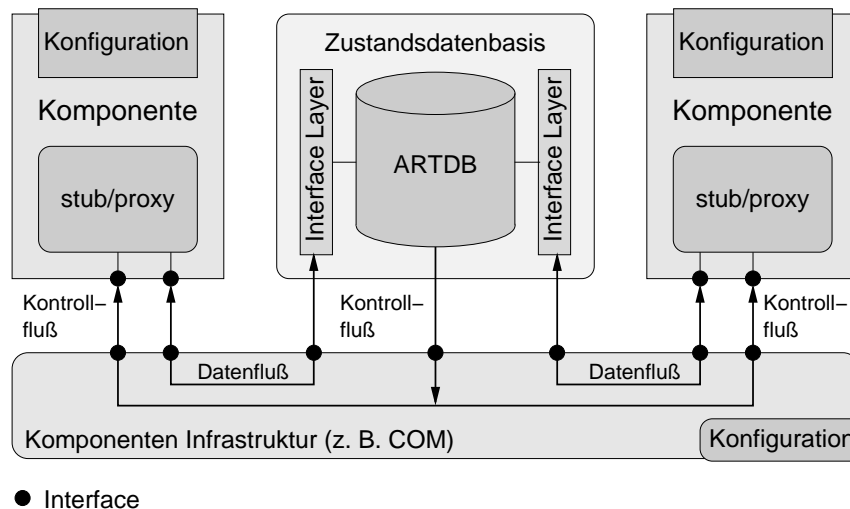 Konfiguration
Komponente
stub/proxy
Zustandsdatenbasis
Interface Layer
ARTDB
Interface Layer
Konfiguration
Komponente
stub/proxy
Kontroll–
fluß
Kontroll–
fluß
Kontroll–
fluß
Datenfluß
Datenfluß
Komponenten Infrastruktur (z. B. COM)
Konfiguration
Interface